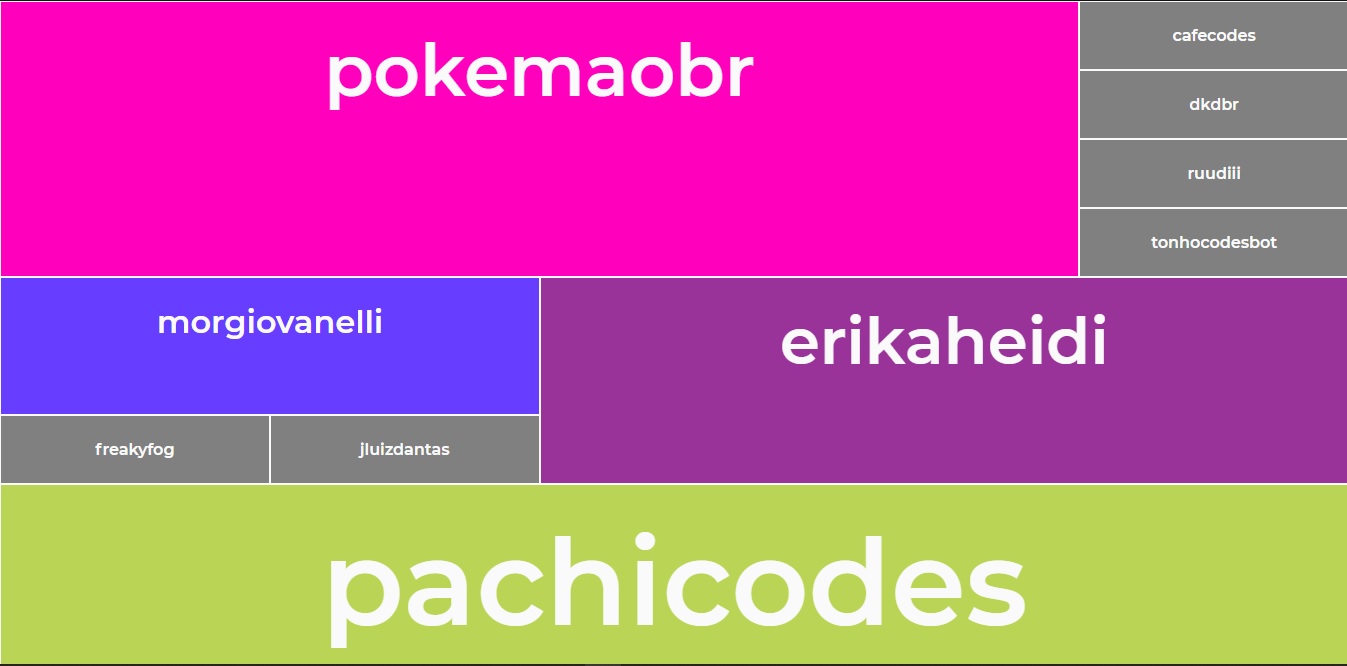 pokemaobr
cafecodes
dkdbr
ruudiii
tonhocodesbot
morgiovanelli
erikaheidi
freakyfog
jluizdantas
pachicodes